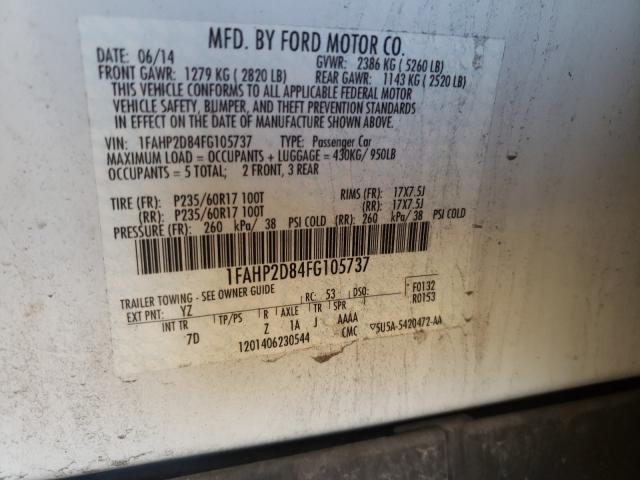 MFD. BY FORD MOTOR CO.
DATE: 06/14 GVWR: 2386 KG ( 5260 LB)
FRONT GAWR: 1279 KG ( 2820 LB) REAR GAWR: 1143 KG ( 2520 LB)
THIS VEHICLE CONFORMS TO ALL APPLICABLE FEDERAL MOTOR
VEHICLE SAFETY, BUMPER, AND THEFT PREVENTION STANDARDS
IN EFFECT ON THE DATE OF MANUFACTURE SHOWN ABOVE.
VIN: 1FAHP2D84FG105737 TYPE: Passenger Car
MAXIMUM LOAD = OCCUPANTS + LUGGAGE = 430KG/ 950LB
OCCUPANTS = 5 TOTAL; 2 FRONT, 3 REAR
TIRE (FR): P235/60R17 100T RIMS (FR): 17X7.5J
(RR): P235/60R17 100T (RR): 17X7.5J
PRESSURE (FR): 260 kPa/ 38 PSI COLD (RR): 260 kPa/ 38 PSI COLD
1FAHP2D84FG105737
TRAILER TOWING - SEE OWNER GUIDE
EXT PNT: YZ RC: 53 DSO: F0132
R0153
INT TR TP/PS R AXLE TR SPR
7D Z 1A J AAAA
1201406230544 CMC ▽5U5A-5420472-AA